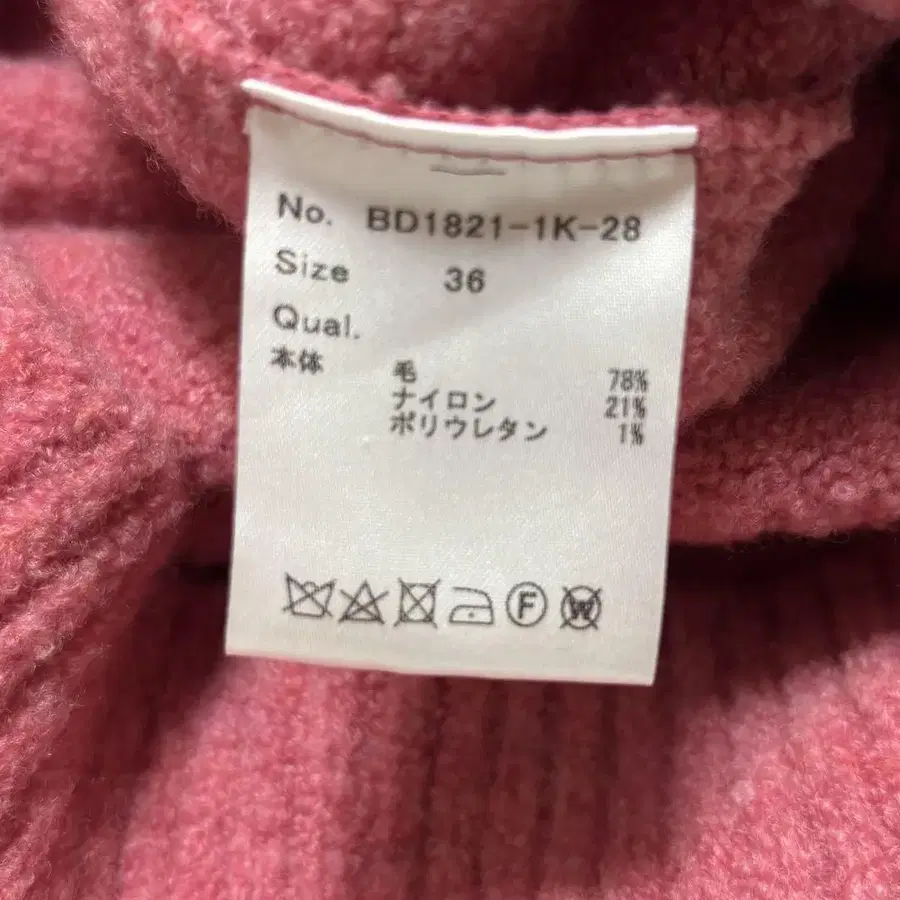 No. BD1821-1K-28
Size 36
Qual.
本体 毛 78%
ナイロン 21%
ポリウレタン 1%
F W